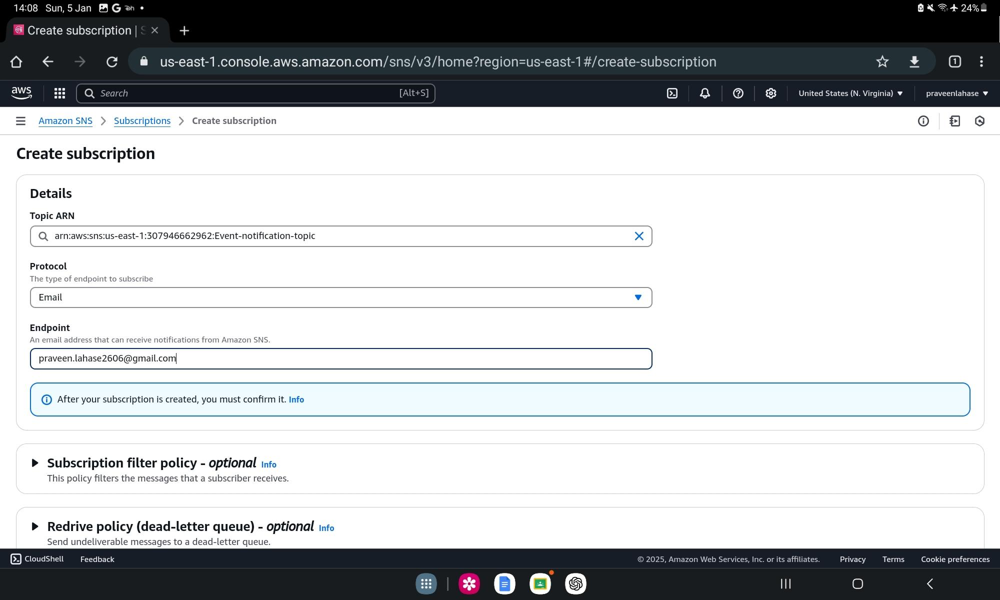 14:08 Sun, 5 Jan
24%
Create subscription | S
us-east-1.console.aws.amazon.com/sns/v3/home?region=us-east-1#/create-subscription
1
aws
Search [Alt+S]
United States (N. Virginia)
praveenlahase
Amazon SNS
Subscriptions
Create subscription
Create subscription
Details
Topic ARN
arn:aws:sns:us-east-1:307946662962:Event-notification-topic
Protocol
The type of endpoint to subscribe
Email
Endpoint
An email address that can receive notifications from Amazon SNS.
praveen.lahase2606@gmail.com
After your subscription is created, you must confirm it. Info
Subscription filter policy - optional Info
This policy filters the messages that a subscriber receives.
Redrive policy (dead-letter queue) - optional Info
Send undeliverable messages to a dead-letter queue.
CloudShell
Feedback
© 2025, Amazon Web Services, Inc. or its affiliates.
Privacy
Terms
Cookie preferences